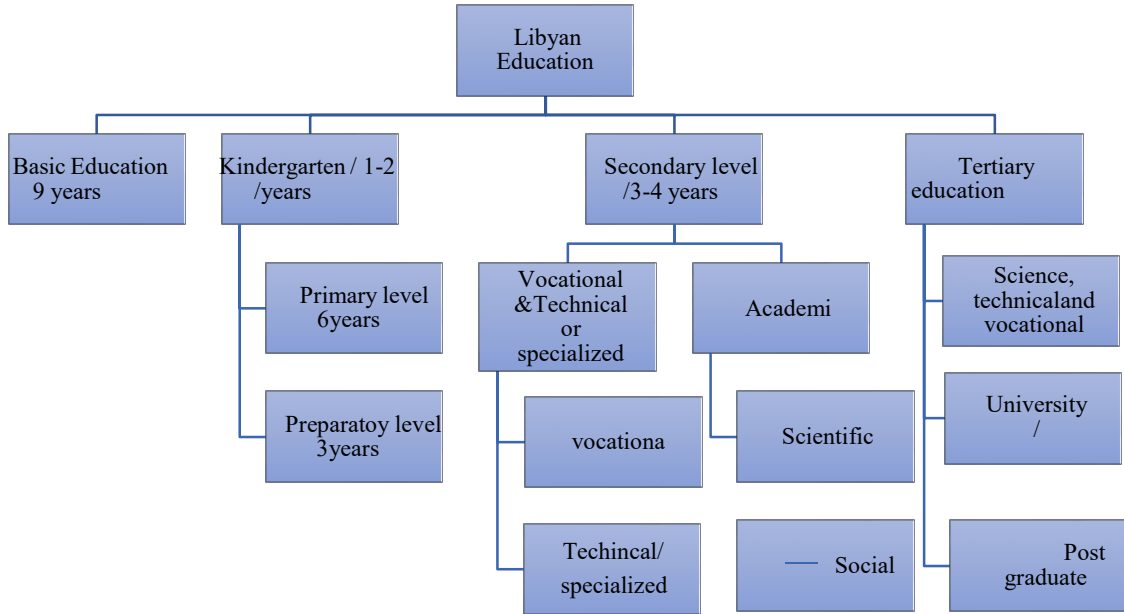 Libyan
Education
Basic Education
9 years
Kindergarten / 1-2
/years
Secondary level
/3-4 years
Tertiary
education
Primary level
6years
Preparatoy level
3years
Vocational
&Technical
or
specialized
Academi
vocationa
Techincal/
specialized
Scientific
Social
Science,
technicaland
vocational
University
/
Post
graduate